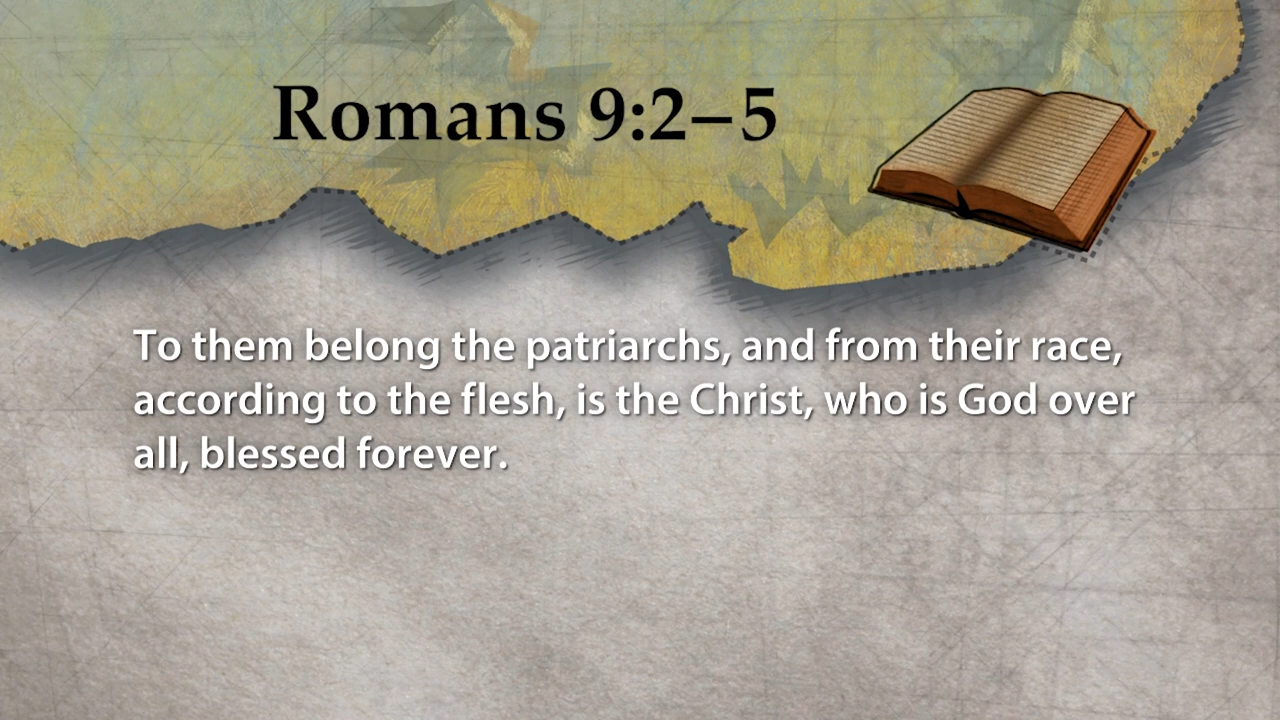 Romans 9:2–5
To them belong the patriarchs, and from their race,
according to the flesh, is the Christ, who is God over
all, blessed forever.